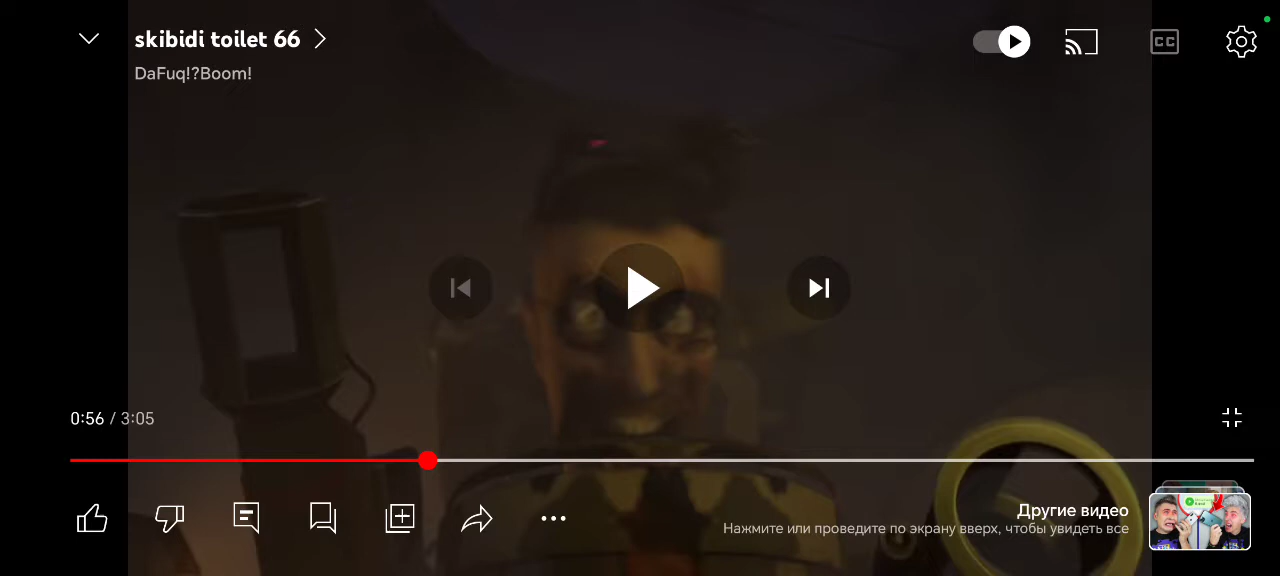 skibidi toilet 66
DaFuq!?Boom!
CC
0:56 / 3:05
Другие видео
Нажмите или проведите по экрану вверх, чтобы увидеть все